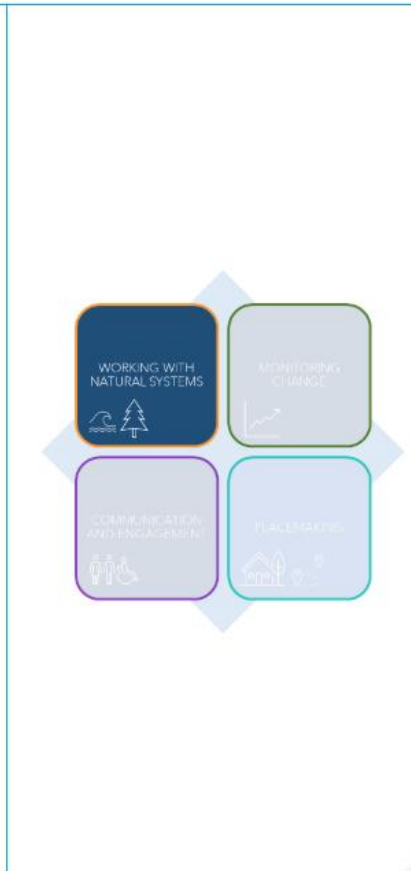 WORKING WITH
NATURAL SYSTEMS
MONITORING
CHANGE
COMMUNICATION
AND ENGAGEMENT
PLACEMAKING